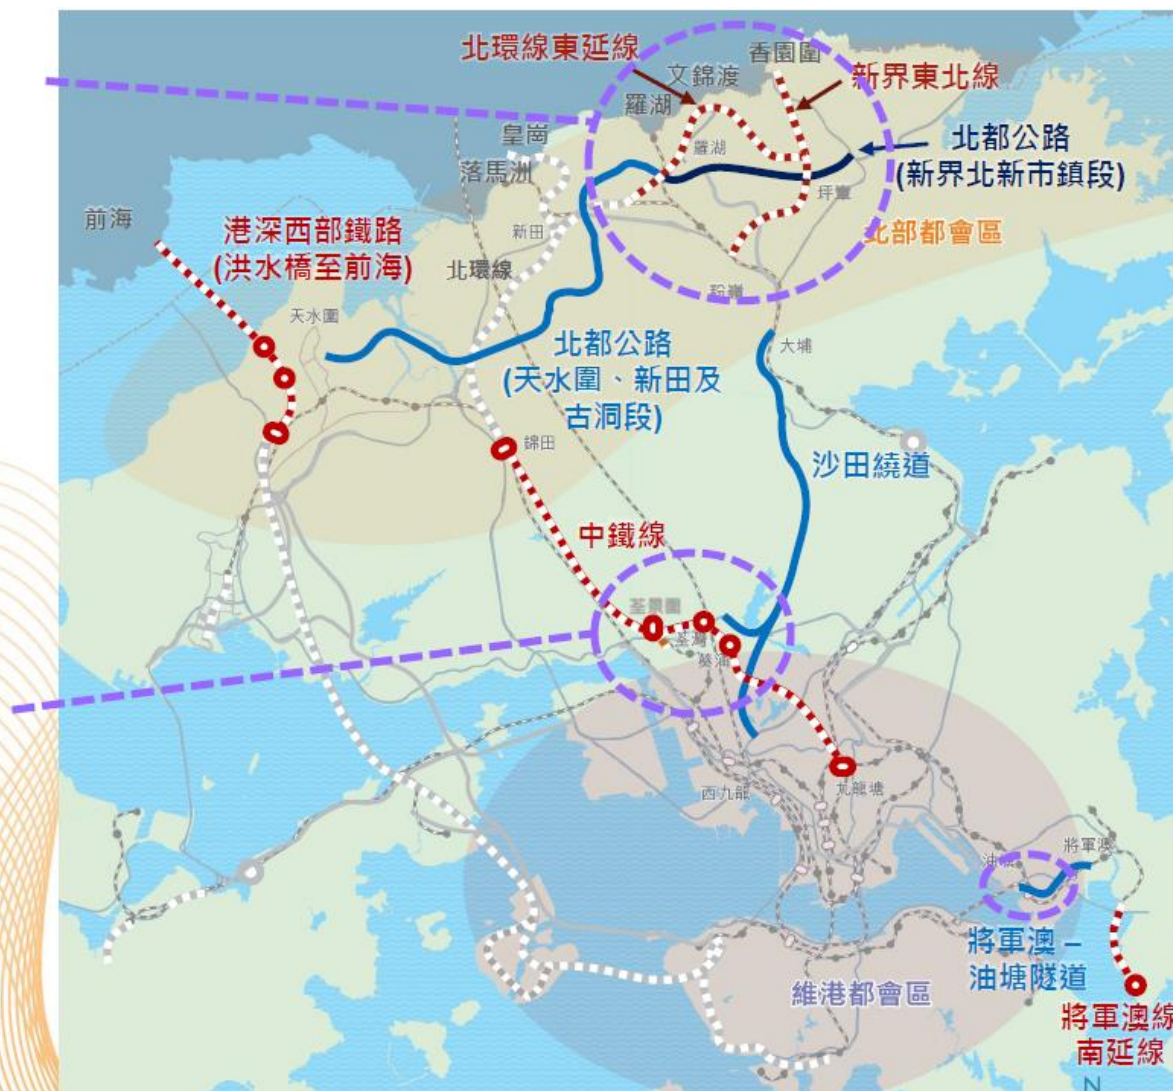 北環線東延線
香園圍
文錦渡
新界東北線
羅湖
皇崗
羅湖
北都公路
(新界北新市鎮段)
落馬洲
坪輋
前海
港深西部鐵路
(洪水橋至前海)
新田
北部都會區
北環線
粉嶺
天水圍
北都公路
(天水圍、新田及
古洞段)
大埔
錦田
沙田繞道
中鐵線
荃景圍
荃灣
葵涌
西九龍
九龍塘
將軍澳
油塘
將軍澳 –
油塘隧道
維港都會區
將軍澳線
南延線
N